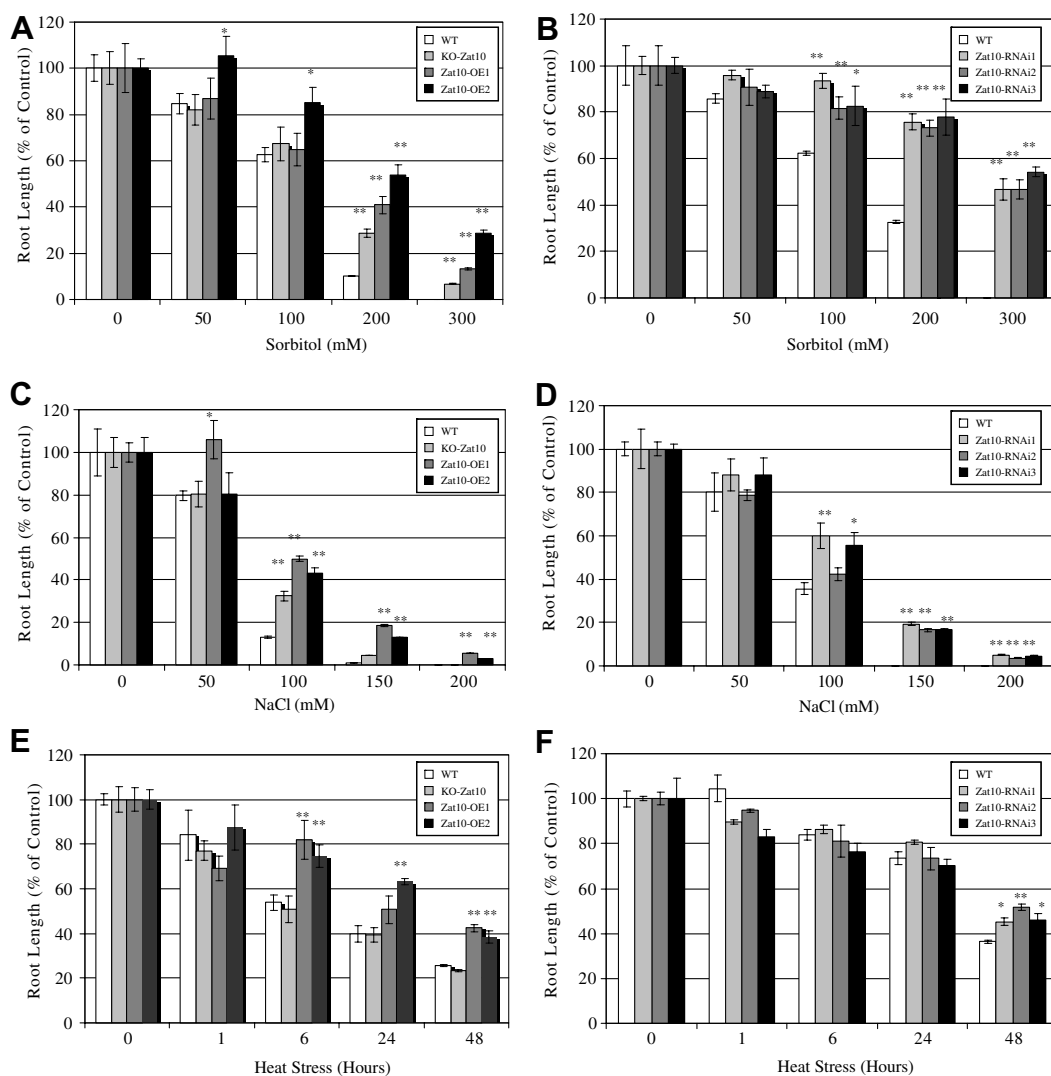 A
Root Length (% of Control)
120
100
80
60
40
20
0
* * ** ** ** ** ** **
WT
KO-Zat10
Zat10-OE1
Zat10-OE2
0 50 100 200 300
Sorbitol (mM)
B
Root Length (% of Control)
120
100
80
60
40
20
0
** ** * ** ** ** ** ** **
WT
Zat10-RNAi1
Zat10-RNAi2
Zat10-RNAi3
0 50 100 200 300
Sorbitol (mM)
C
Root Length (% of Control)
120
100
80
60
40
20
0
* ** ** ** ** ** ** **
WT
KO-Zat10
Zat10-OE1
Zat10-OE2
0 50 100 150 200
NaCl (mM)
D
Root Length (% of Control)
120
100
80
60
40
20
0
** * ** ** ** ** ** **
WT
Zat10-RNAi1
Zat10-RNAi2
Zat10-RNAi3
0 50 100 150 200
NaCl (mM)
E
Root Length (% of Control)
120
100
80
60
40
20
0
** ** ** ** **
WT
KO-Zat10
Zat10-OE1
Zat10-OE2
0 1 6 24 48
Heat Stress (Hours)
F
Root Length (% of Control)
120
100
80
60
40
20
0
* ** *
WT
Zat10-RNAi1
Zat10-RNAi2
Zat10-RNAi3
0 1 6 24 48
Heat Stress (Hours)